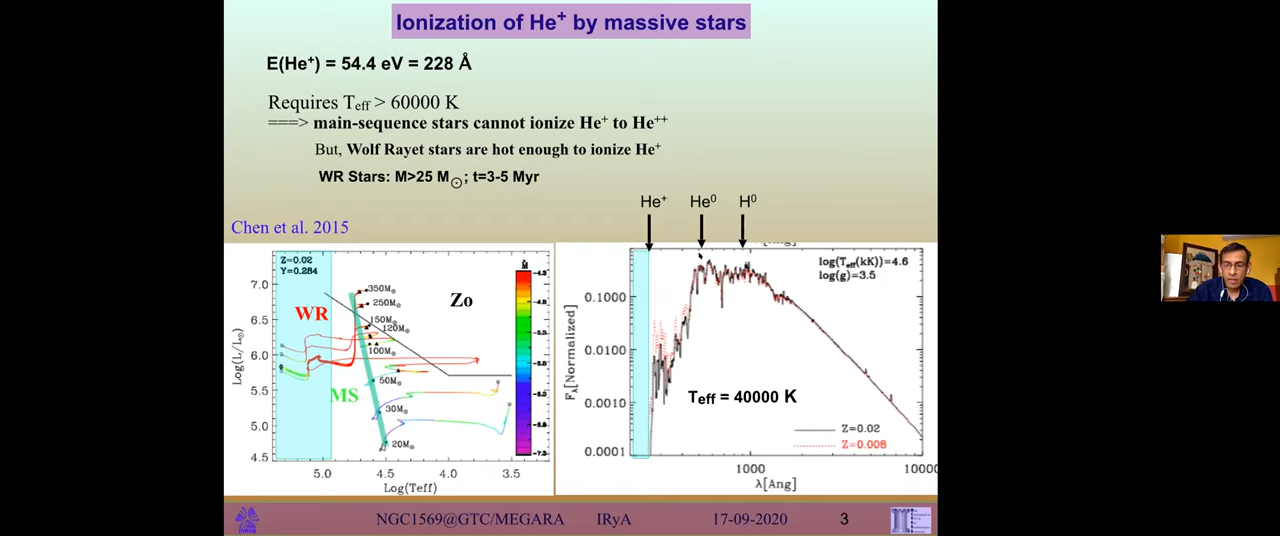 Ionization of He+ by massive stars
E(He+) = 54.4 eV = 228 Å
Requires Teff > 60000 K
===> main-sequence stars cannot ionize He+ to He++
But, Wolf Rayet stars are hot enough to ionize He+
WR Stars: M>25 M⊙; t=3-5 Myr
He+ He0 H0
Chen et al. 2015
Z=0.02
Y=0.284
7.0
6.5
6.0
5.5
5.0
4.5
Log(L/L⊙)
350M⊙
250M⊙
150M⊙
120M⊙
100M⊙
50M⊙
30M⊙
20M⊙
WR
MS
Zo
5.0 4.5 4.0 3.5
Log(Teff)
log(Teff(kK)=4.6
log(g)=3.5
0.1000
0.0100
0.0010
0.0001
Fλ[Normalized]
Teff = 40000 K
Z=0.02
Z=0.008
1000 10000
λ[Ang]
NGC1569@GTC/MEGARA IRyA 17-09-2020 3